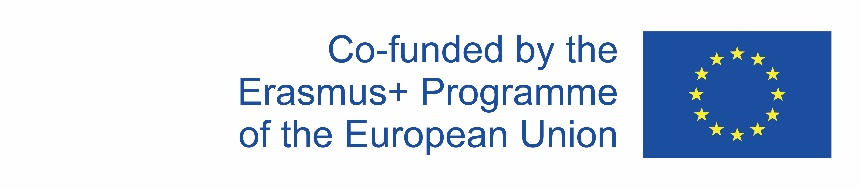 Co-funded by the
Erasmus+ Programme
of the European Union